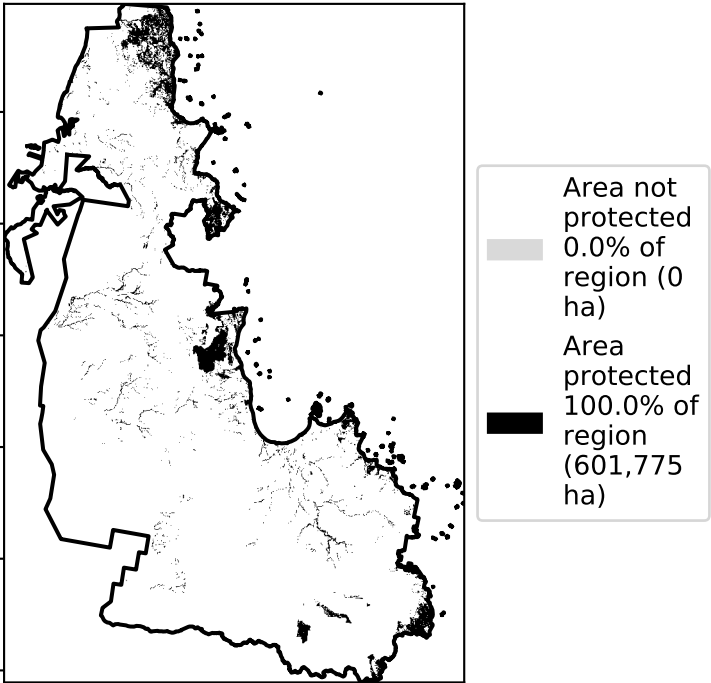 Area not
protected
0.0% of
region (0
ha)
Area
protected
100.0% of
region
(601,775
ha)